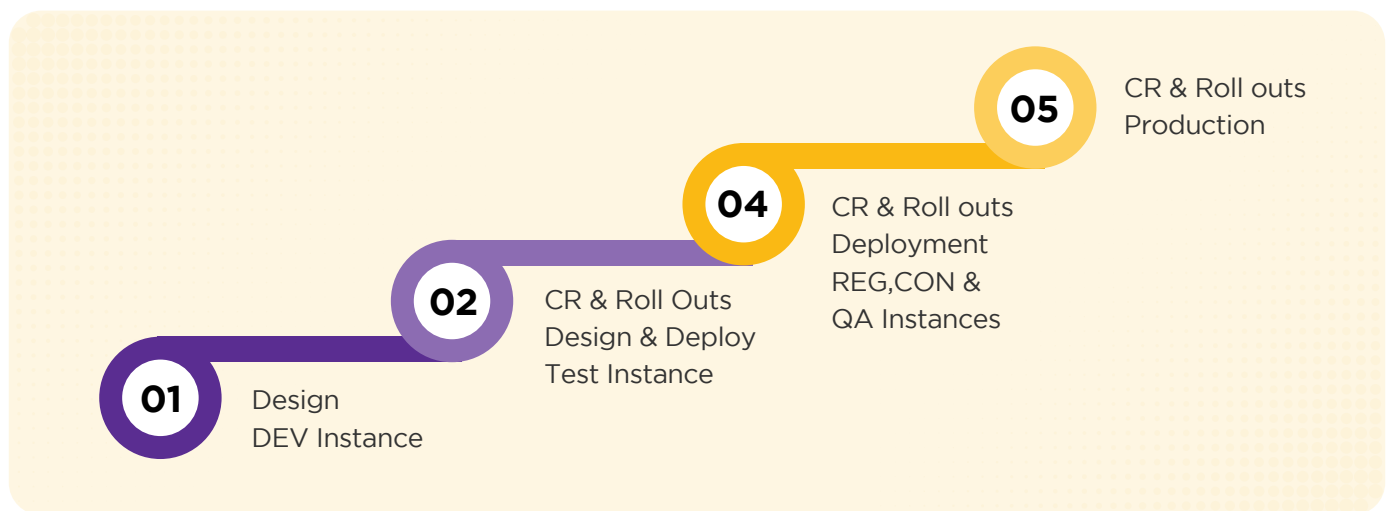 01
Design
DEV Instance
02
CR & Roll Outs
Design & Deploy
Test Instance
04
CR & Roll outs
Deployment
REG,CON &
QA Instances
05
CR & Roll outs
Production